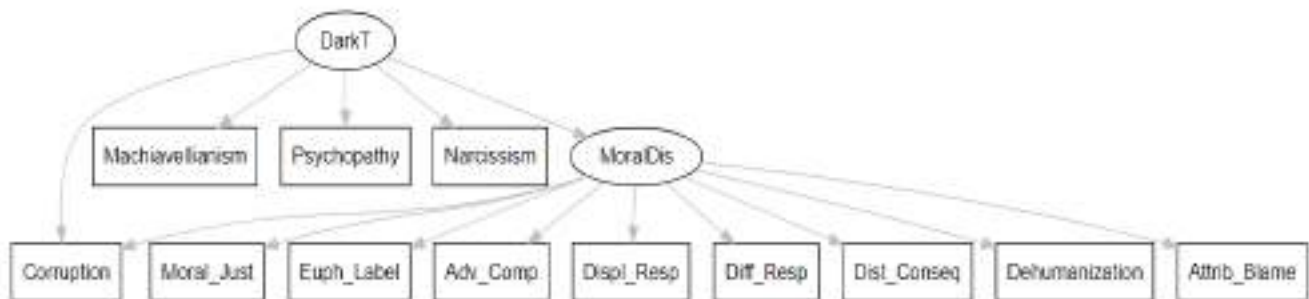 DarkT
Machiavellianism Psychopathy Narcissism MoralDis
Corruption Moral_Just Euph_Label Adv_Comp Displ_Resp Diff_Resp Dist_Conseq Dehumanization Attrib_Blame